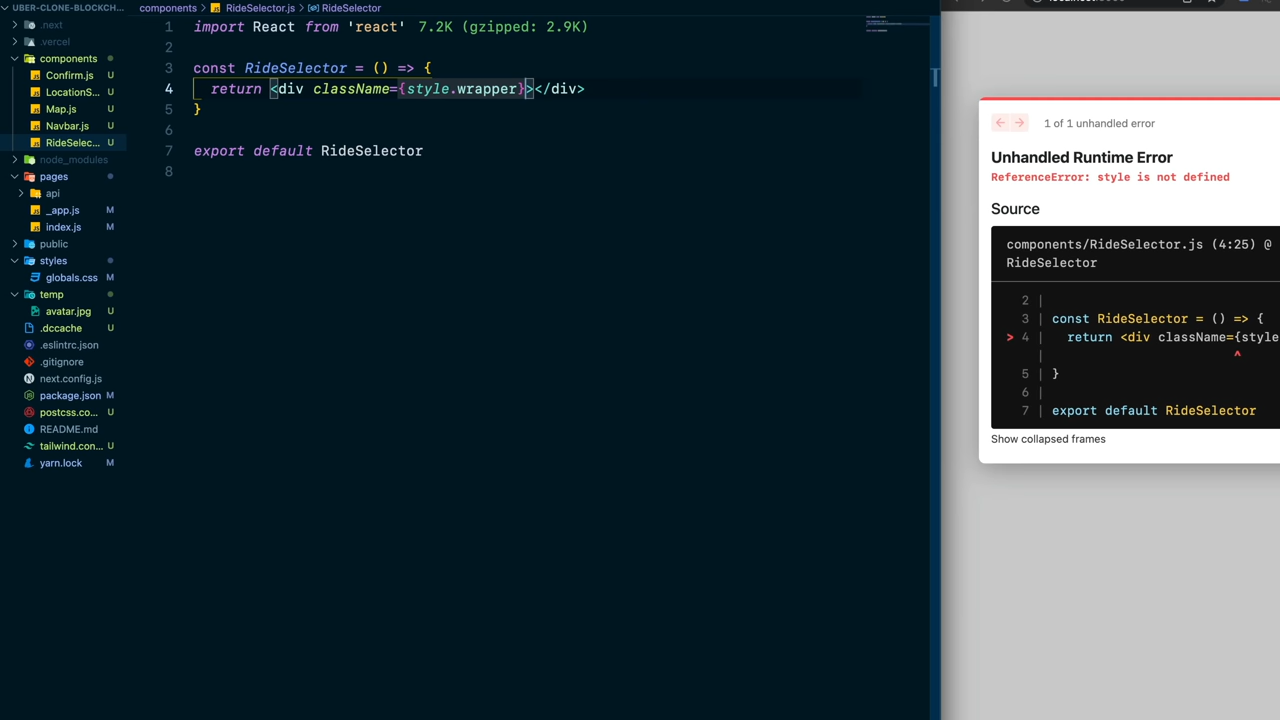 UBER-CLONE-BLOCKCH...
.next
.vercel
components
Confirm.js U
LocationS... U
Map.js U
Navbar.js U
RideSelec... U
node_modules
pages
api
_app.js M
index.js M
public
styles
globals.css M
temp
avatar.jpg U
.dccache U
.eslintrc.json
.gitignore
next.config.js
package.json M
postcss.co... U
README.md
tailwind.con... U
yarn.lock M
components > RideSelector.js > RideSelector
1 import React from 'react' 7.2K (gzipped: 2.9K)
2
3 const RideSelector = () => {
4 return <div className={style.wrapper}></div>
5 }
6
7 export default RideSelector
8
1 of 1 unhandled error
Unhandled Runtime Error
ReferenceError: style is not defined
Source
components/RideSelector.js (4:25) @
RideSelector
2 |
3 | const RideSelector = () => {
> 4 | return <div className={style
| ^
5 | }
6 |
7 | export default RideSelector
Show collapsed frames